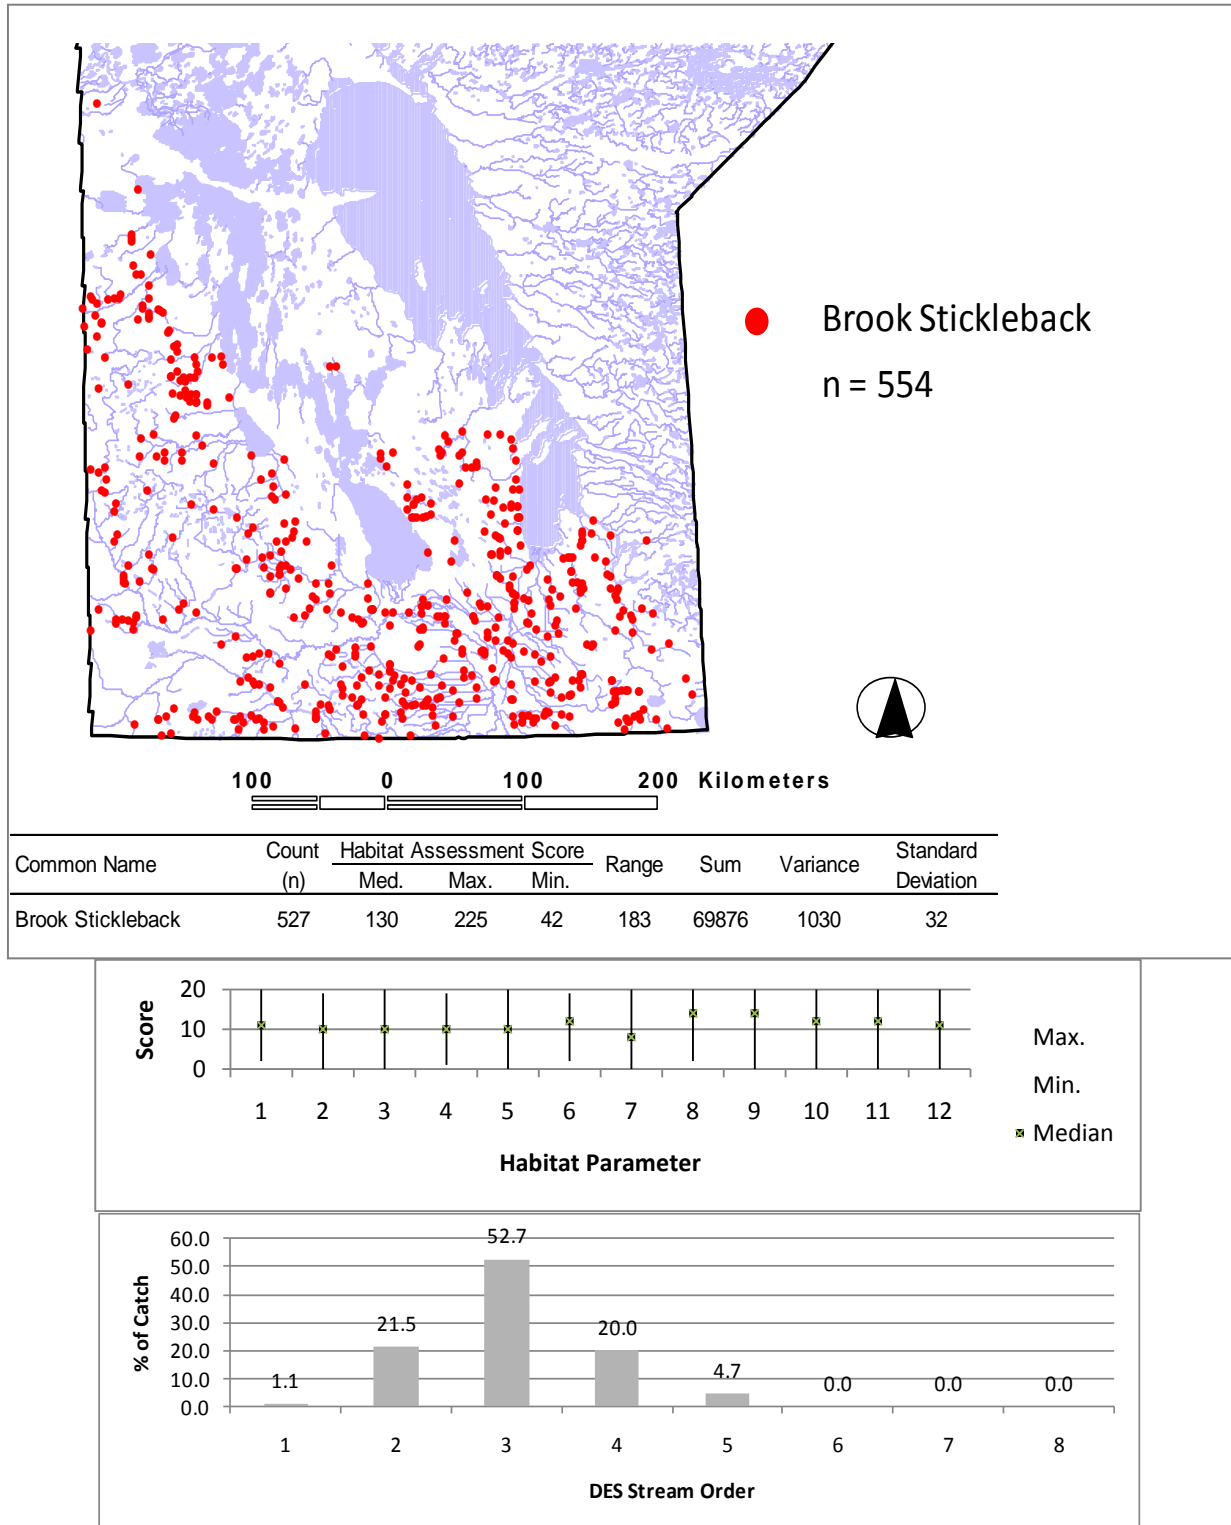 Brook Stickleback
n = 554
100 0 100 200 Kilometers
Common Name Count (n) Habitat Assessment Score Med. Max. Min. Range Sum Variance Standard Deviation
Brook Stickleback 527 130 225 42 183 69876 1030 32
20
10
0
Score
1 2 3 4 5 6 7 8 9 10 11 12
Habitat Parameter
Max.
Min.
Median
60.0
50.0
40.0
30.0
20.0
10.0
0.0
% of Catch
1.1 21.5 52.7 20.0 4.7 0.0 0.0 0.0
1 2 3 4 5 6 7 8
DES Stream Order